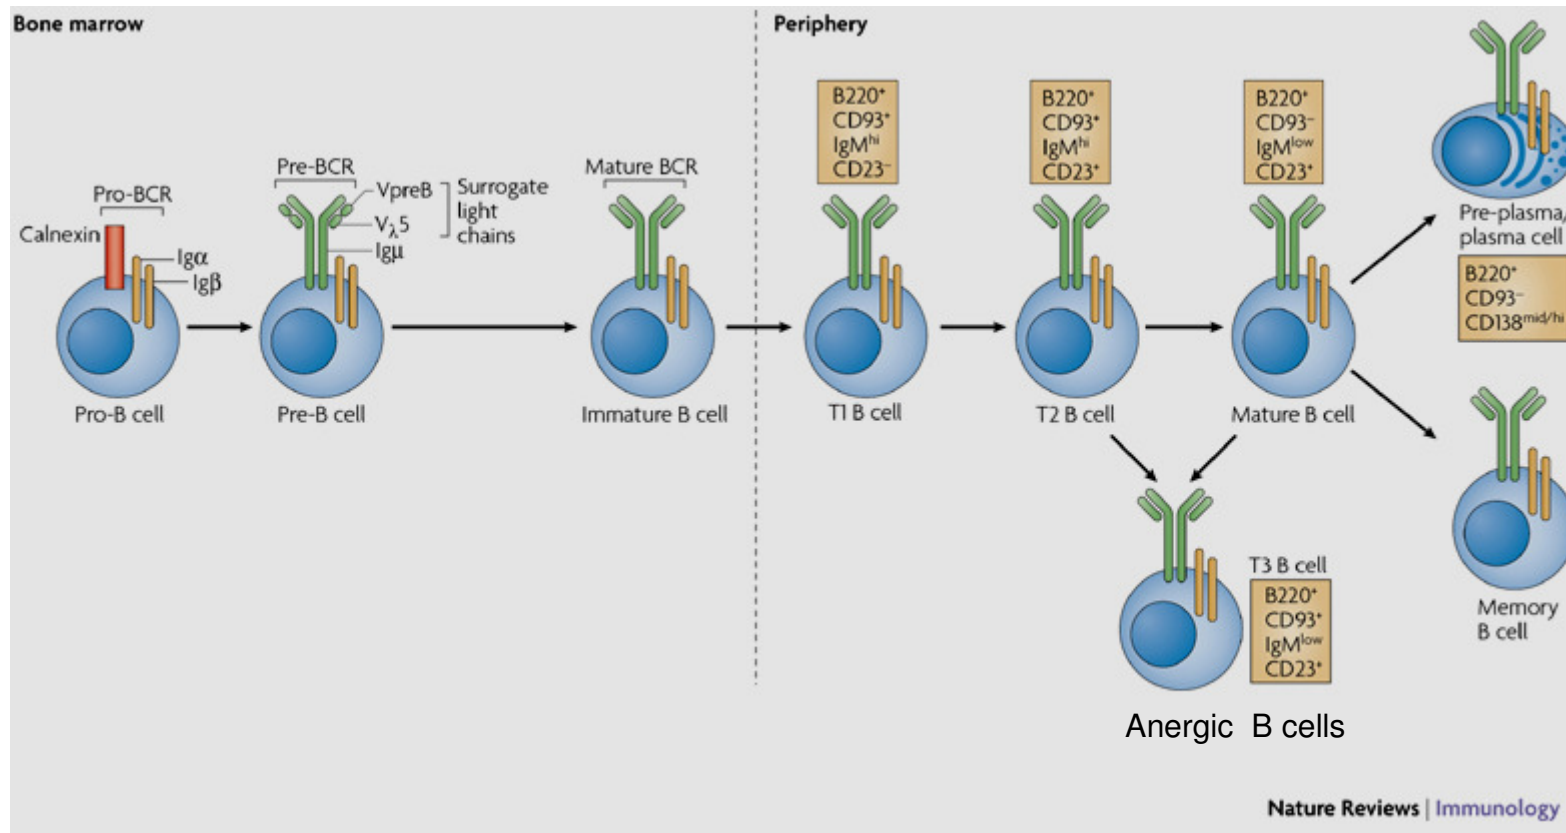 Bone marrow
Periphery
Pro-BCR
Calnexin
Igα
Igβ
Pro-B cell
Pre-BCR
VpreB
Vλ5
Igμ
Surrogate
light
chains
Pre-B cell
Mature BCR
Immature B cell
B220⁺
CD93⁺
IgMʰⁱ
CD23⁻
T1 B cell
B220⁺
CD93⁺
IgMʰⁱ
CD23⁺
T2 B cell
B220⁺
CD93⁻
IgMˡᵒʷ
CD23⁺
Mature B cell
Pre-plasma/
plasma cell
B220⁺
CD93⁻
CD138ᵐⁱᵈ/ʰⁱ
Memory
B cell
T3 B cell
B220⁺
CD93⁺
IgMˡᵒʷ
CD23⁺
Anergic B cells
Nature Reviews | Immunology